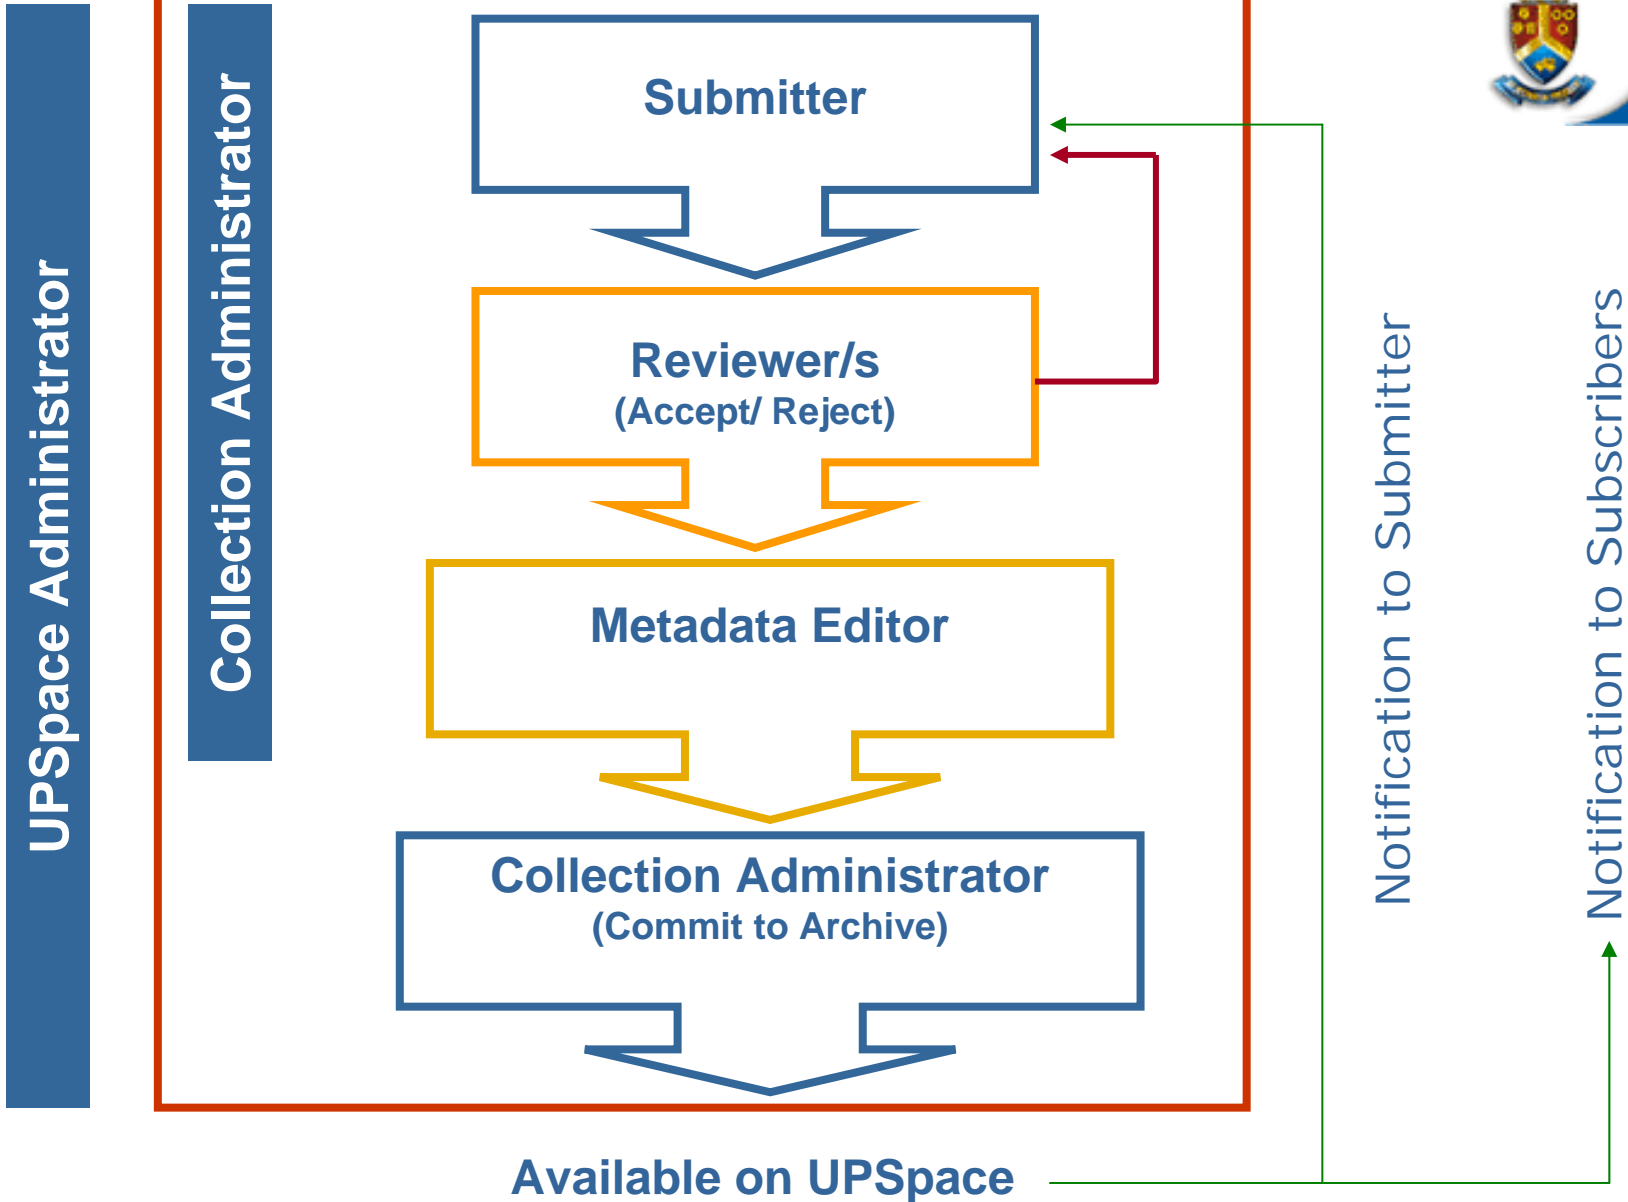 UPSpace Administrator
Collection Administrator
Submitter
Reviewer/s
(Accept/ Reject)
Metadata Editor
Collection Administrator
(Commit to Archive)
Available on UPSpace
Notification to Submitter
Notification to Subscribers